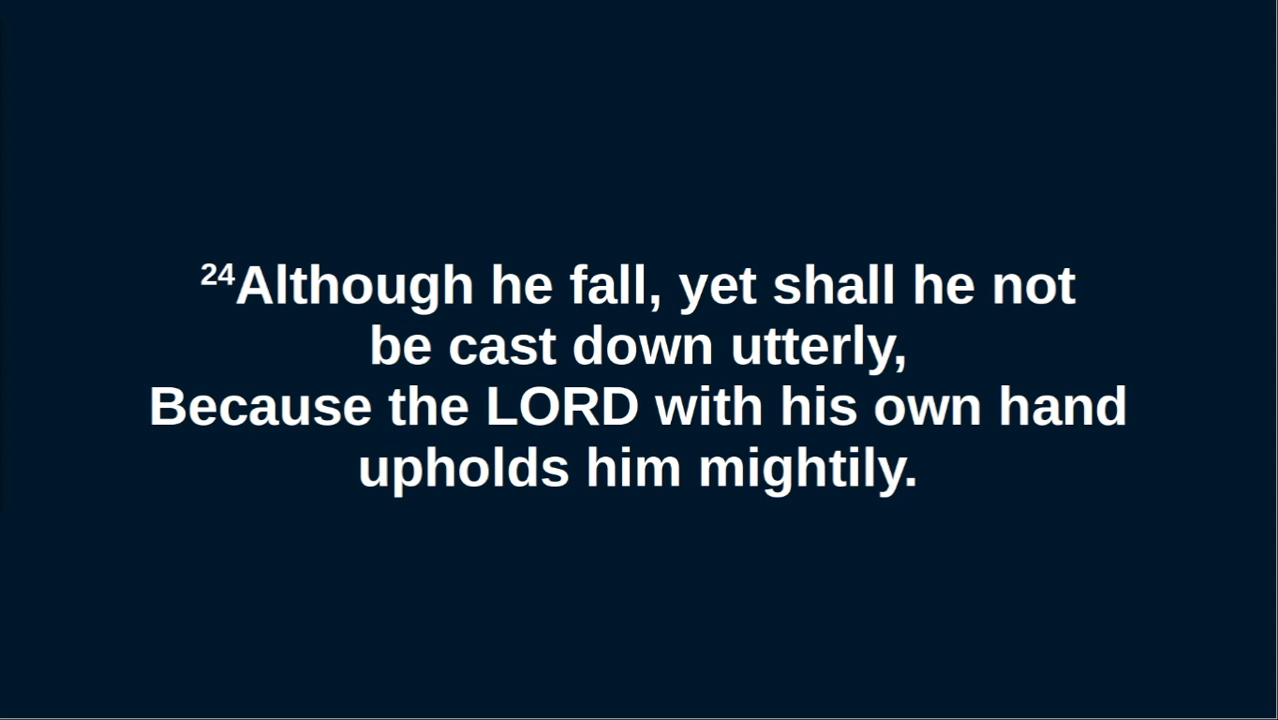 24Although he fall, yet shall he not
be cast down utterly,
Because the LORD with his own hand
upholds him mightily.